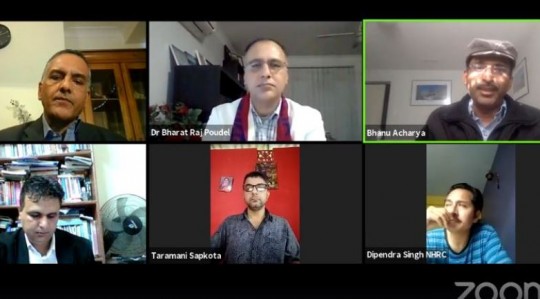 Dr Bharat Raj Poudel
Bhanu Acharya
Taramani Sapkota
Dipendra Singh NHRC
zoom